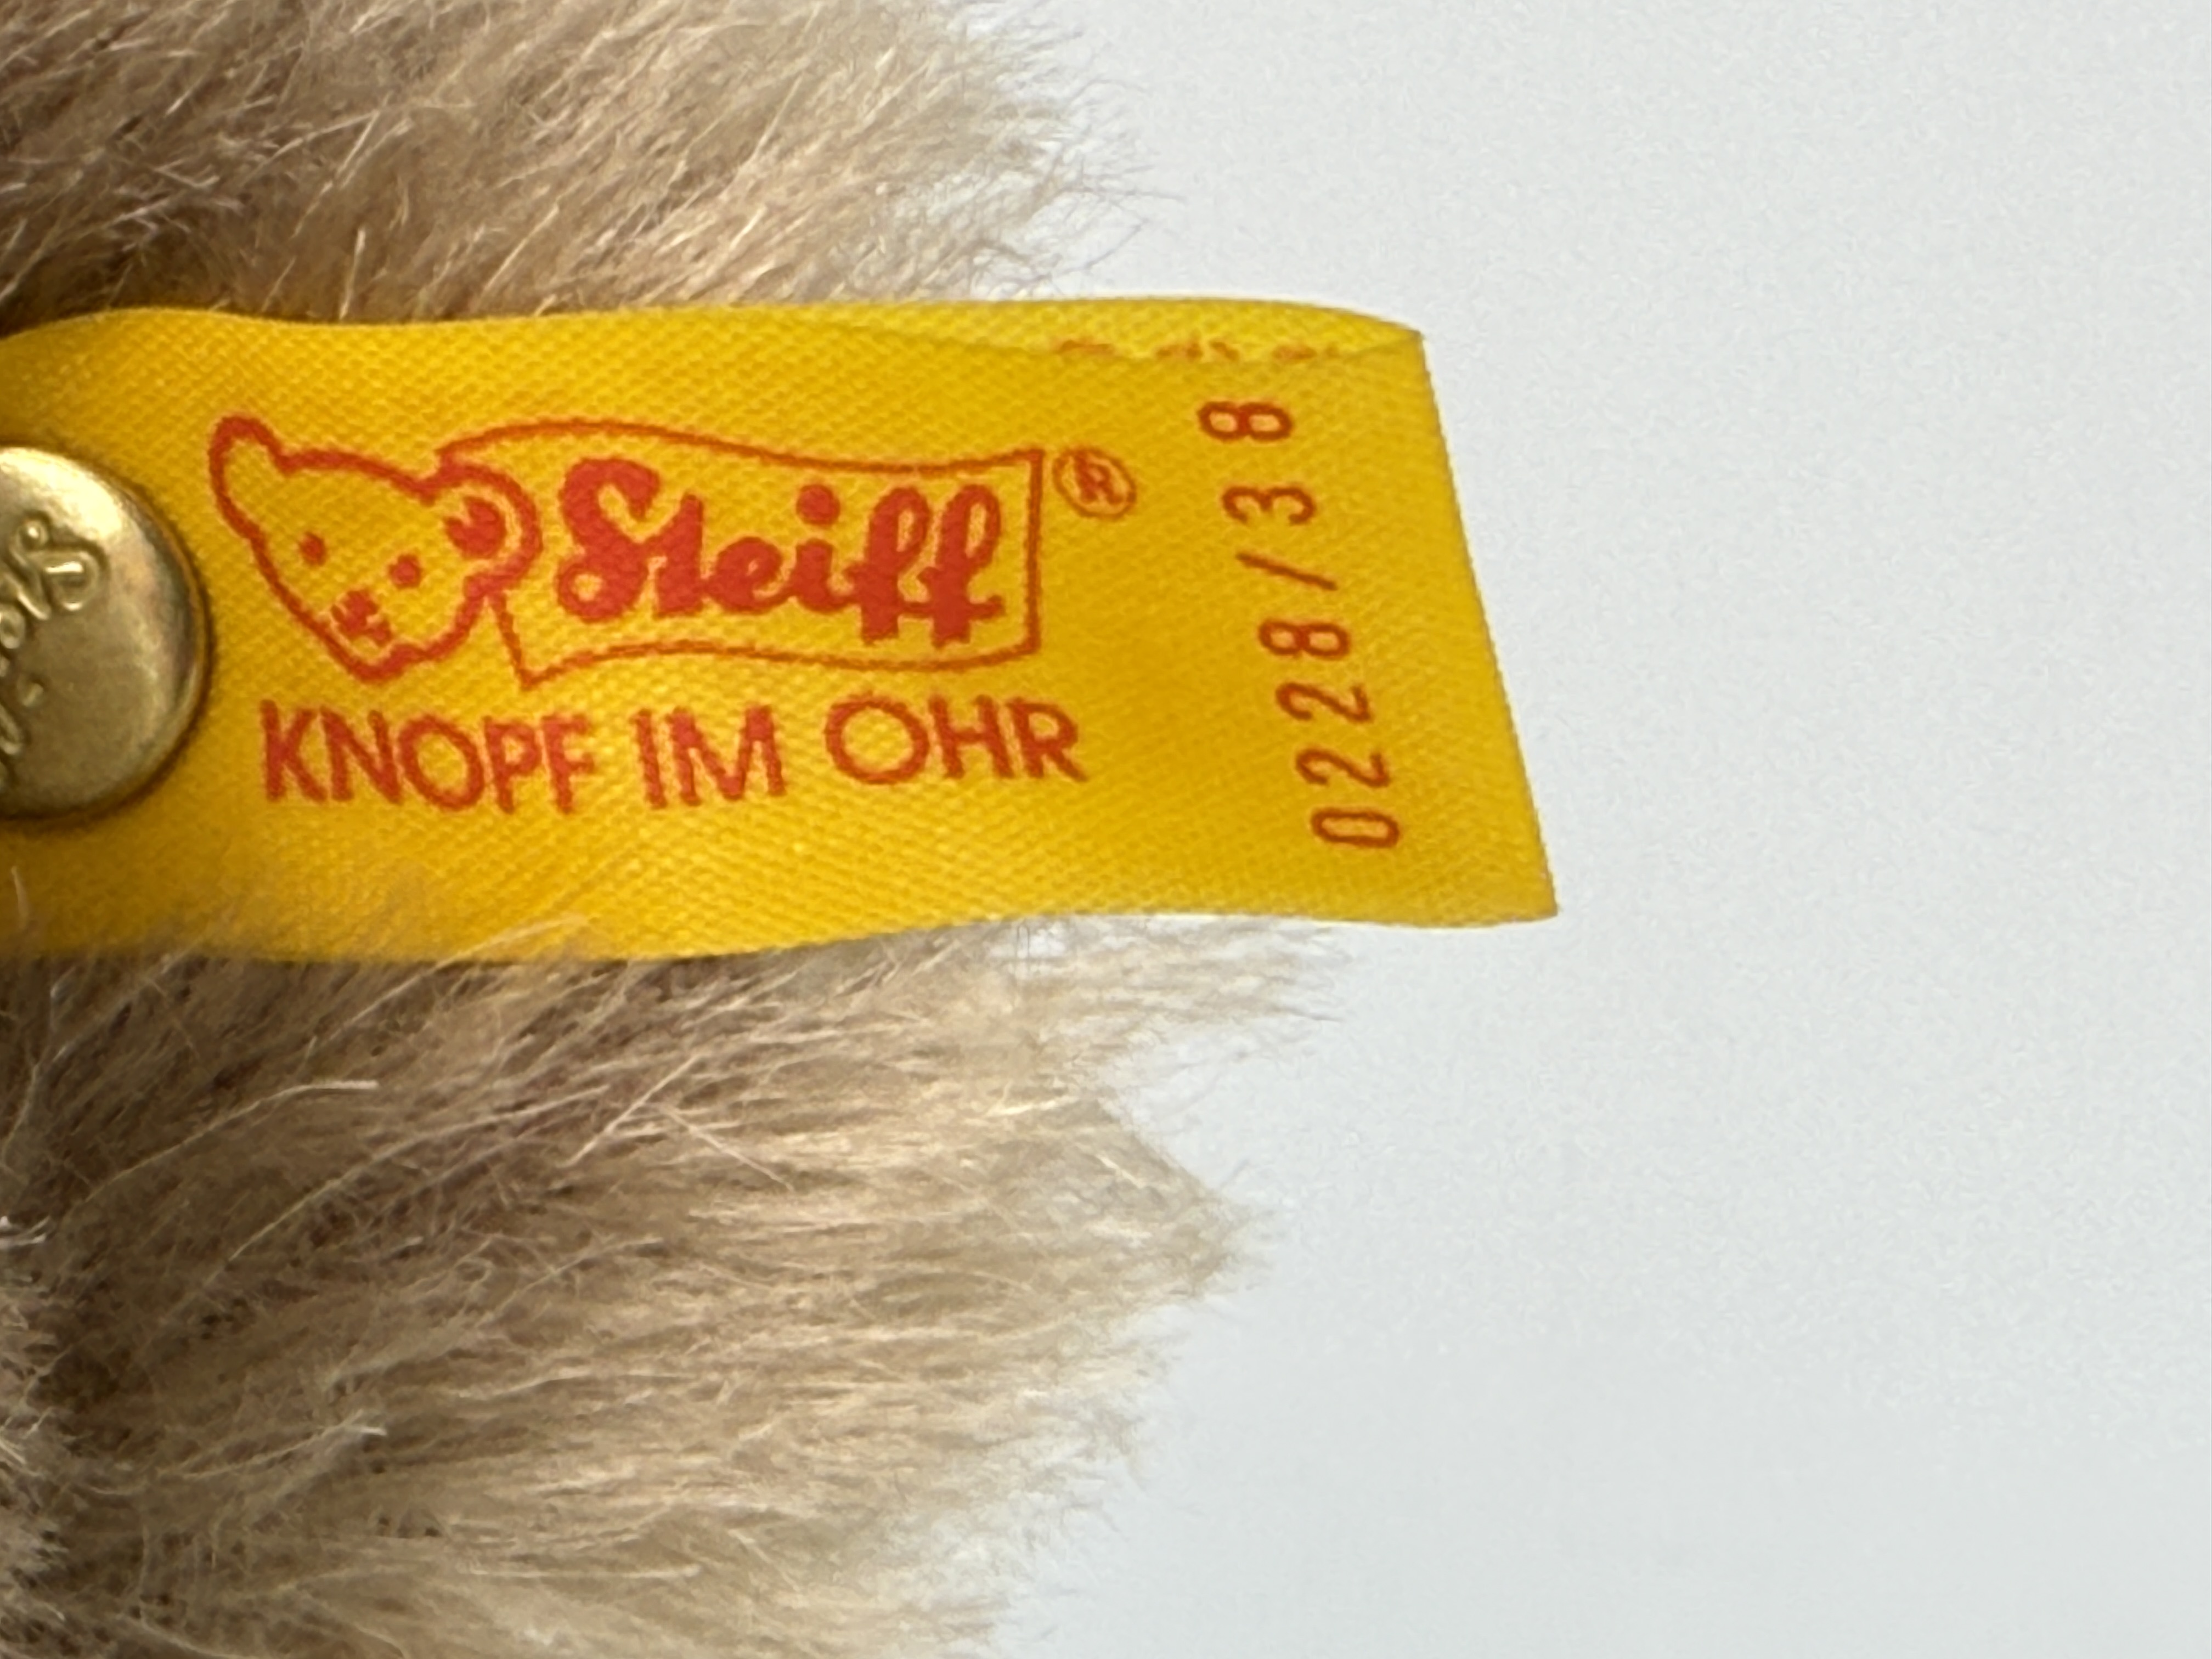 Steiff®
KNOPF IM OHR
0228/38